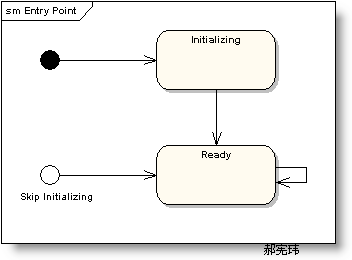 sm Entry Point
Initializing
Ready
Skip Initializing
郝宪玮